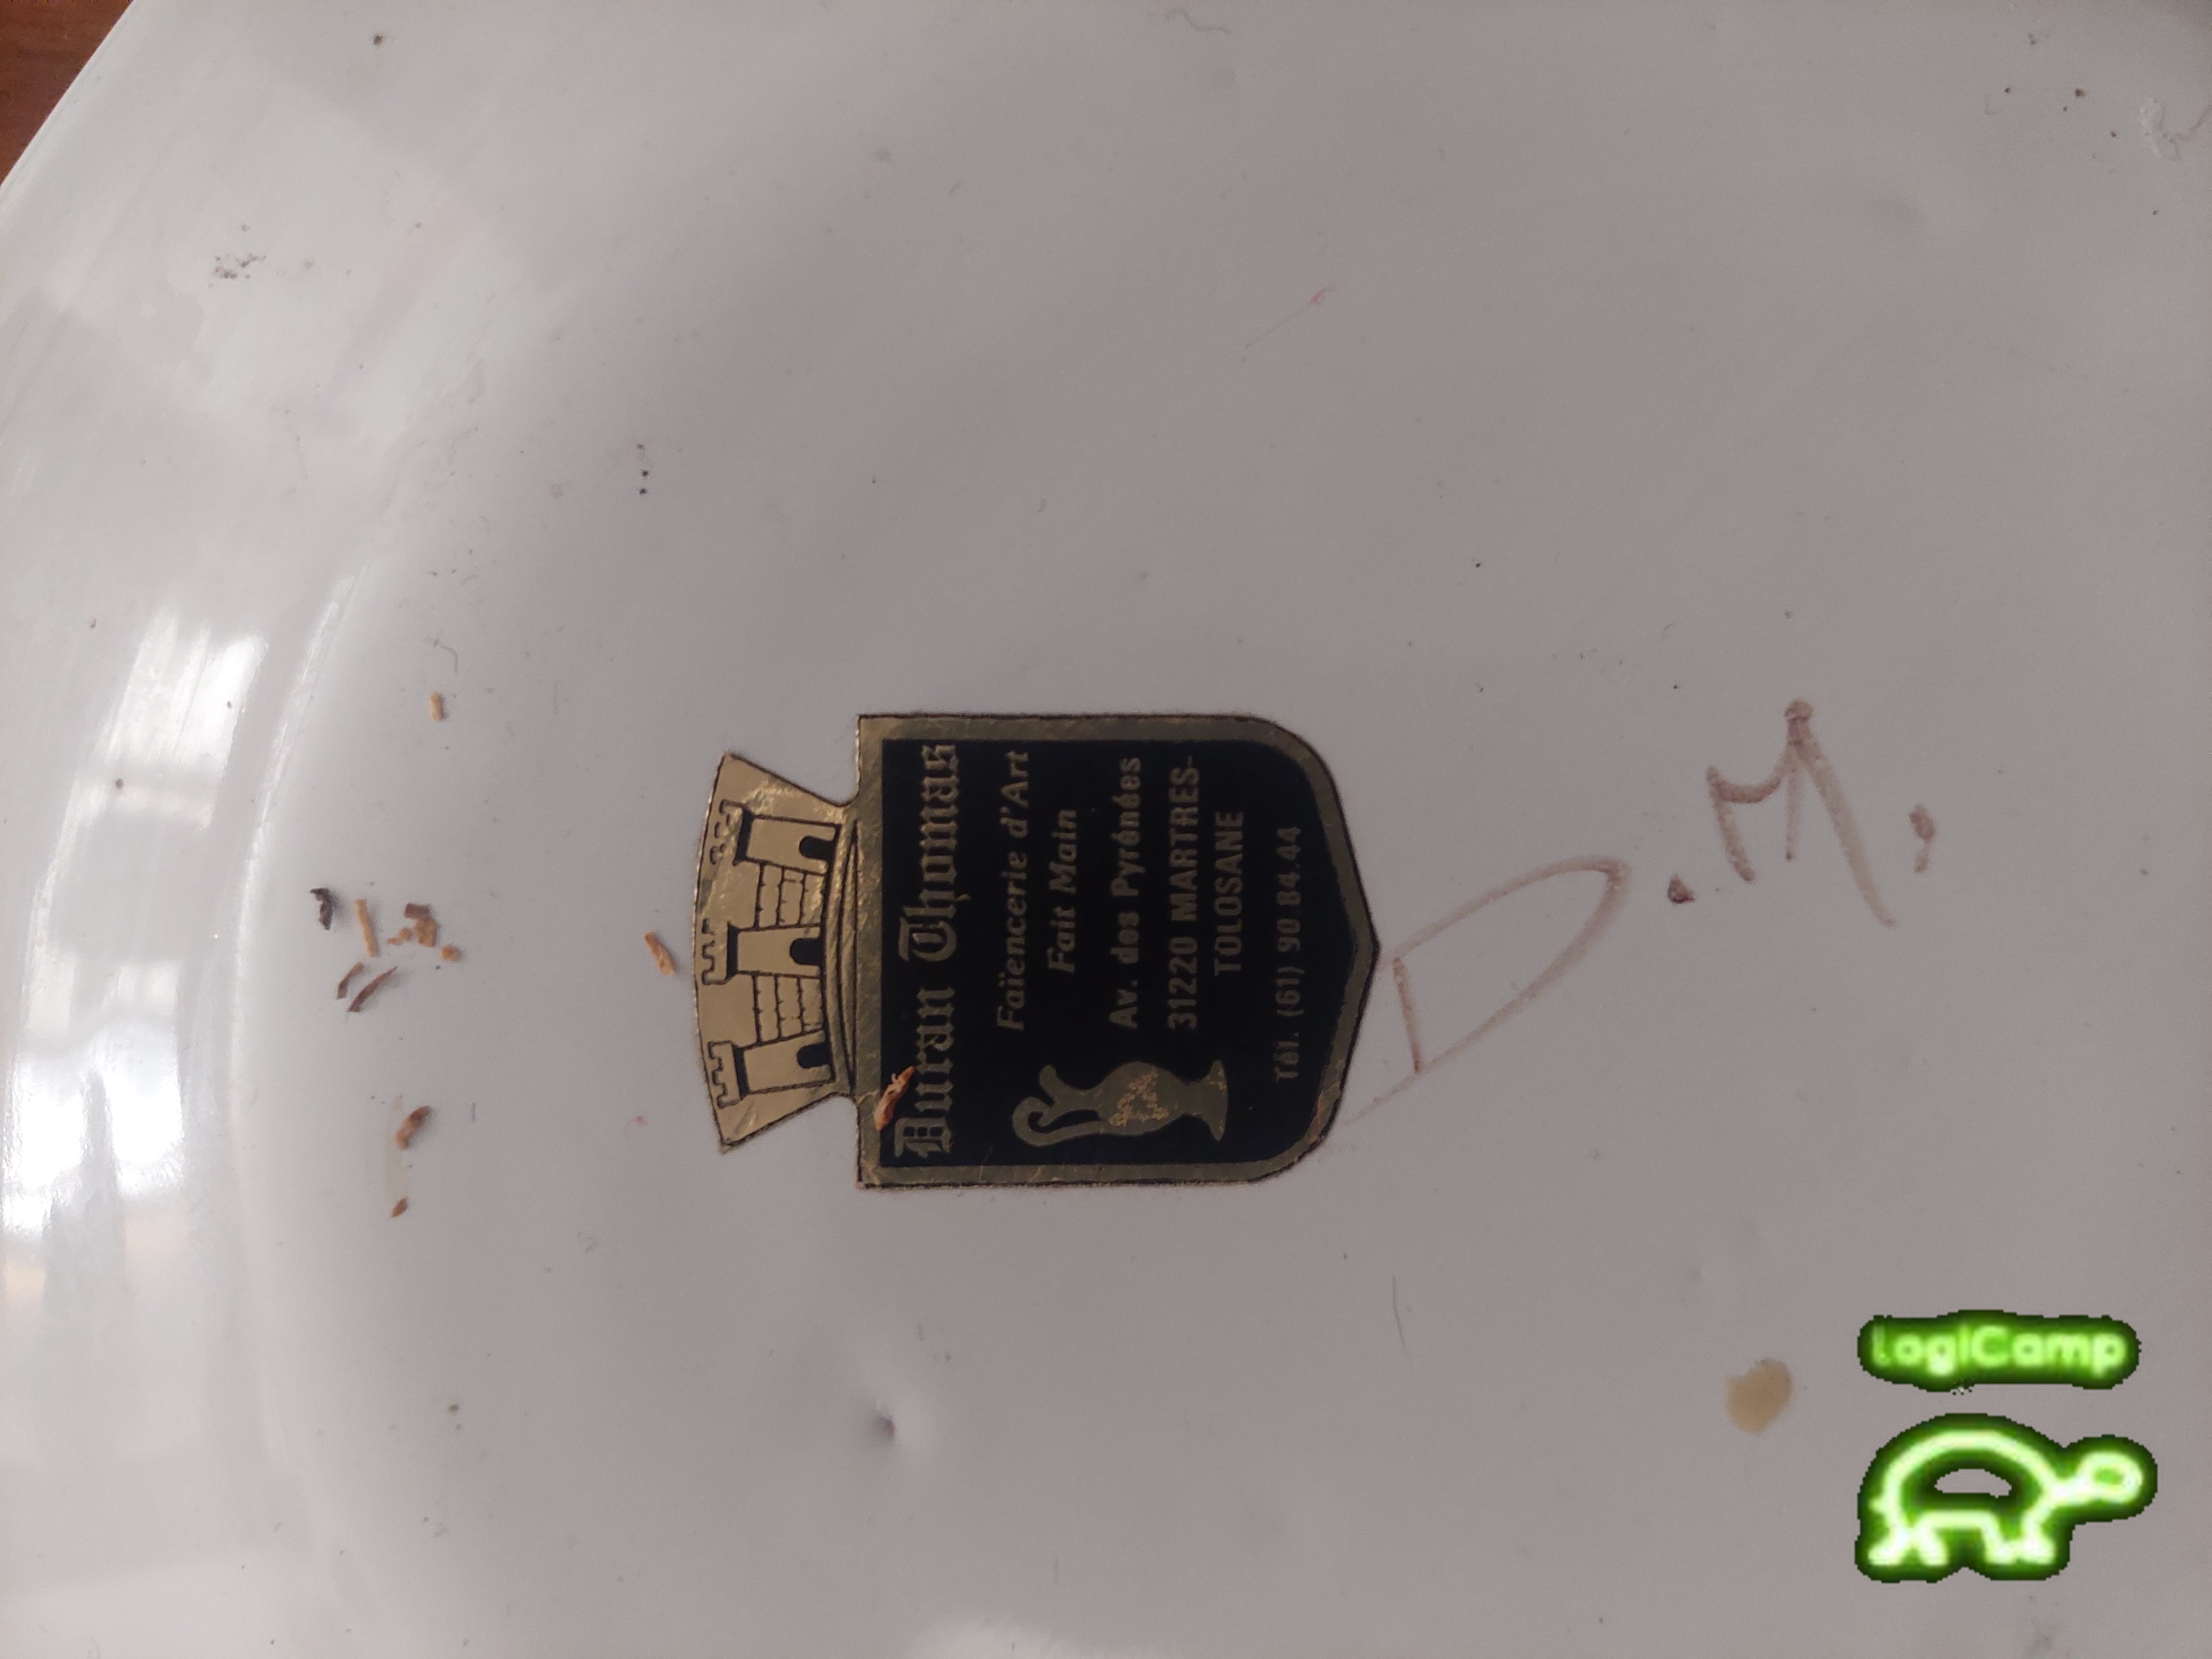 Duran Thomas
Faïencerie d'Art
Fait Main
Av. des Pyrénées
31220 MARTRES-
TOLOSANE
Tél. (61) 90 84.44
D.M.
LogiCamp